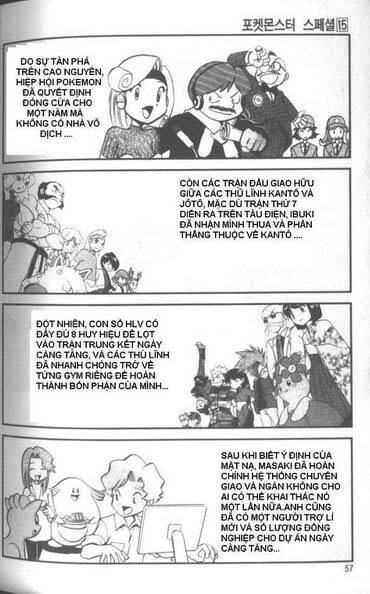 포켓몬스터 스페셜 15
DO SỰ TÀN PHÁ
TRÊN CAO NGUYÊN,
HIỆP HỘI POKEMON
ĐÃ QUYẾT ĐỊNH
ĐÓNG CỬA CHO
MỘT NĂM MÀ
KHÔNG CÓ NHÀ VÔ
ĐỊCH ....
CÒN CÁC TRẬN ĐẤU GIAO HỮU
GIỮA CÁC THỦ LĨNH KANTÔ VÀ
JÔTÔ, MẶC DÙ TRẬN THỨ 7
DIỄN RA TRÊN TÀU ĐIỆN, IBUKI
ĐÃ NHẬN MÌNH THUA VÀ PHẦN
THẮNG THUỘC VỀ KANTÔ ....
ĐỘT NHIÊN, CON SỐ HLV CÓ
ĐẦY ĐỦ 8 HUY HIỆU ĐỂ LỌT
VÀO TRẬN TRUNG KẾT NGÀY
CÀNG TĂNG, VÀ CÁC THỦ LĨNH
ĐÃ NHANH CHÓNG TRỞ VỀ
TỪNG GYM RIÊNG ĐỂ HOÀN
THÀNH BỔN PHẬN CỦA MÌNH...
SAU KHI BIẾT Ý ĐỊNH CỦA
MẶT NẠ, MASAKI ĐÃ HOÀN
CHỈNH HỆ THỐNG CHUYÊN
GIAO VÀ NGĂN KHÔNG CHO
AI CÓ THỂ KHAI THÁC NÓ
MỘT LẦN NỮA.ANH CŨNG
ĐÃ CÓ MỘT NGƯỜI TRỢ LÍ
MỚI VÀ SỐ LƯỢNG ĐỒNG
NGHIỆP CHO DỰ ÁN NGÀY
CÀNG TĂNG...
57